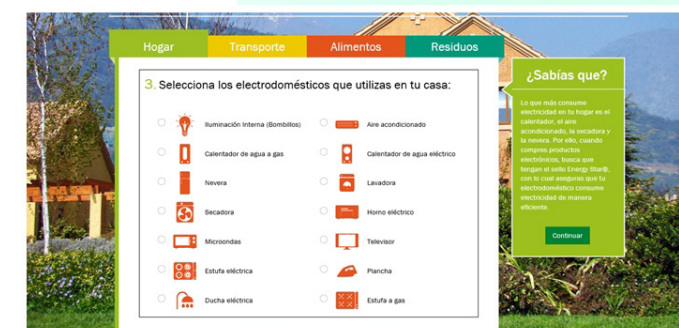 Hogar
Transporte
Alimentos
Residuos
3. Selecciona los electrodomésticos que utilizas en tu casa:
Iluminación Interna (Bombillos)
Aire acondicionado
Calentador de agua a gas
Calentador de agua eléctrico
Nevera
Lavadora
Secadora
Horno eléctrico
Microondas
Televisor
Estufa eléctrica
Plancha
Ducha eléctrica
Estufa a gas
¿Sabías que?
Lo que más consume
electricidad en tu hogar es el
calentador, el aire
acondicionado, la secadora y
la nevera. Por ello, cuando
compres productos
electrónicos, busca que
tengan el sello Energy Star®,
con lo cual aseguras que tu
electrodoméstico consume
electricidad de manera
eficiente.
Continuar